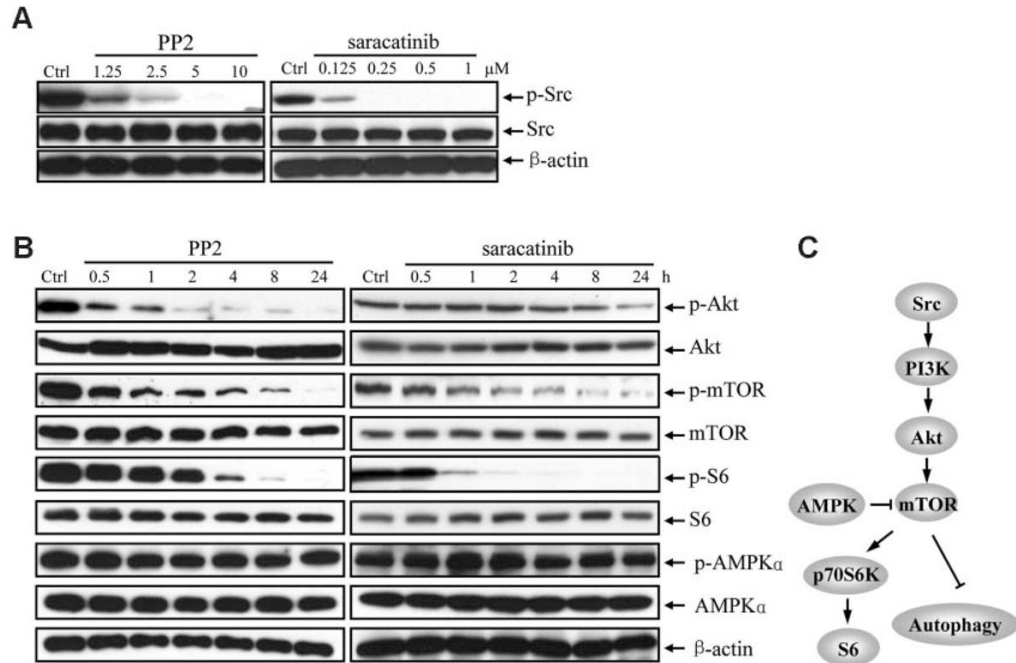 A
PP2 saracatinib
Ctrl 1.25 2.5 5 10 Ctrl 0.125 0.25 0.5 1 μM
p-Src
Src
β-actin
B
PP2 saracatinib
Ctrl 0.5 1 2 4 8 24 Ctrl 0.5 1 2 4 8 24 h
p-Akt
Akt
p-mTOR
mTOR
p-S6
S6
p-AMPKα
AMPKα
β-actin
C
Src
PI3K
Akt
AMPK mTOR
p70S6K
Autophagy
S6